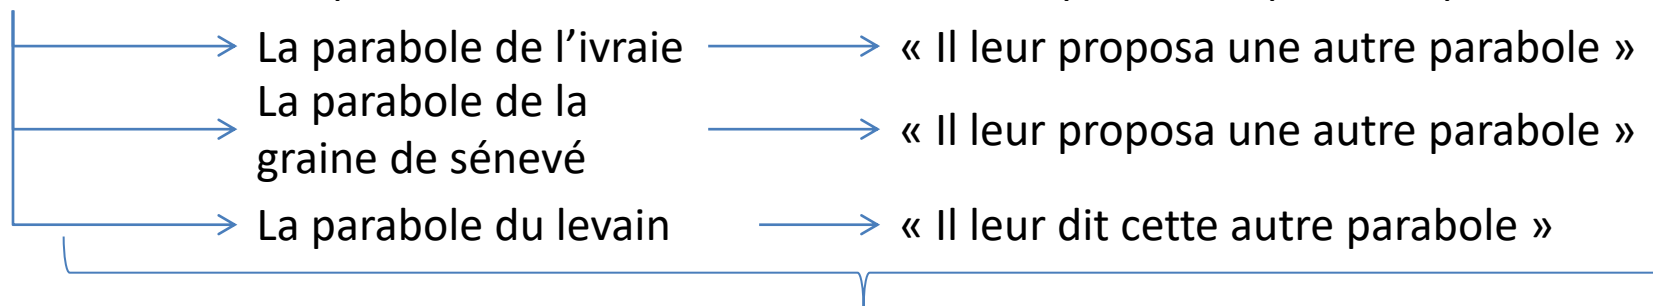 La parabole de l’ivraie « Il leur proposa une autre parabole »
La parabole de la
graine de sénevé « Il leur proposa une autre parabole »
La parabole du levain « Il leur dit cette autre parabole »